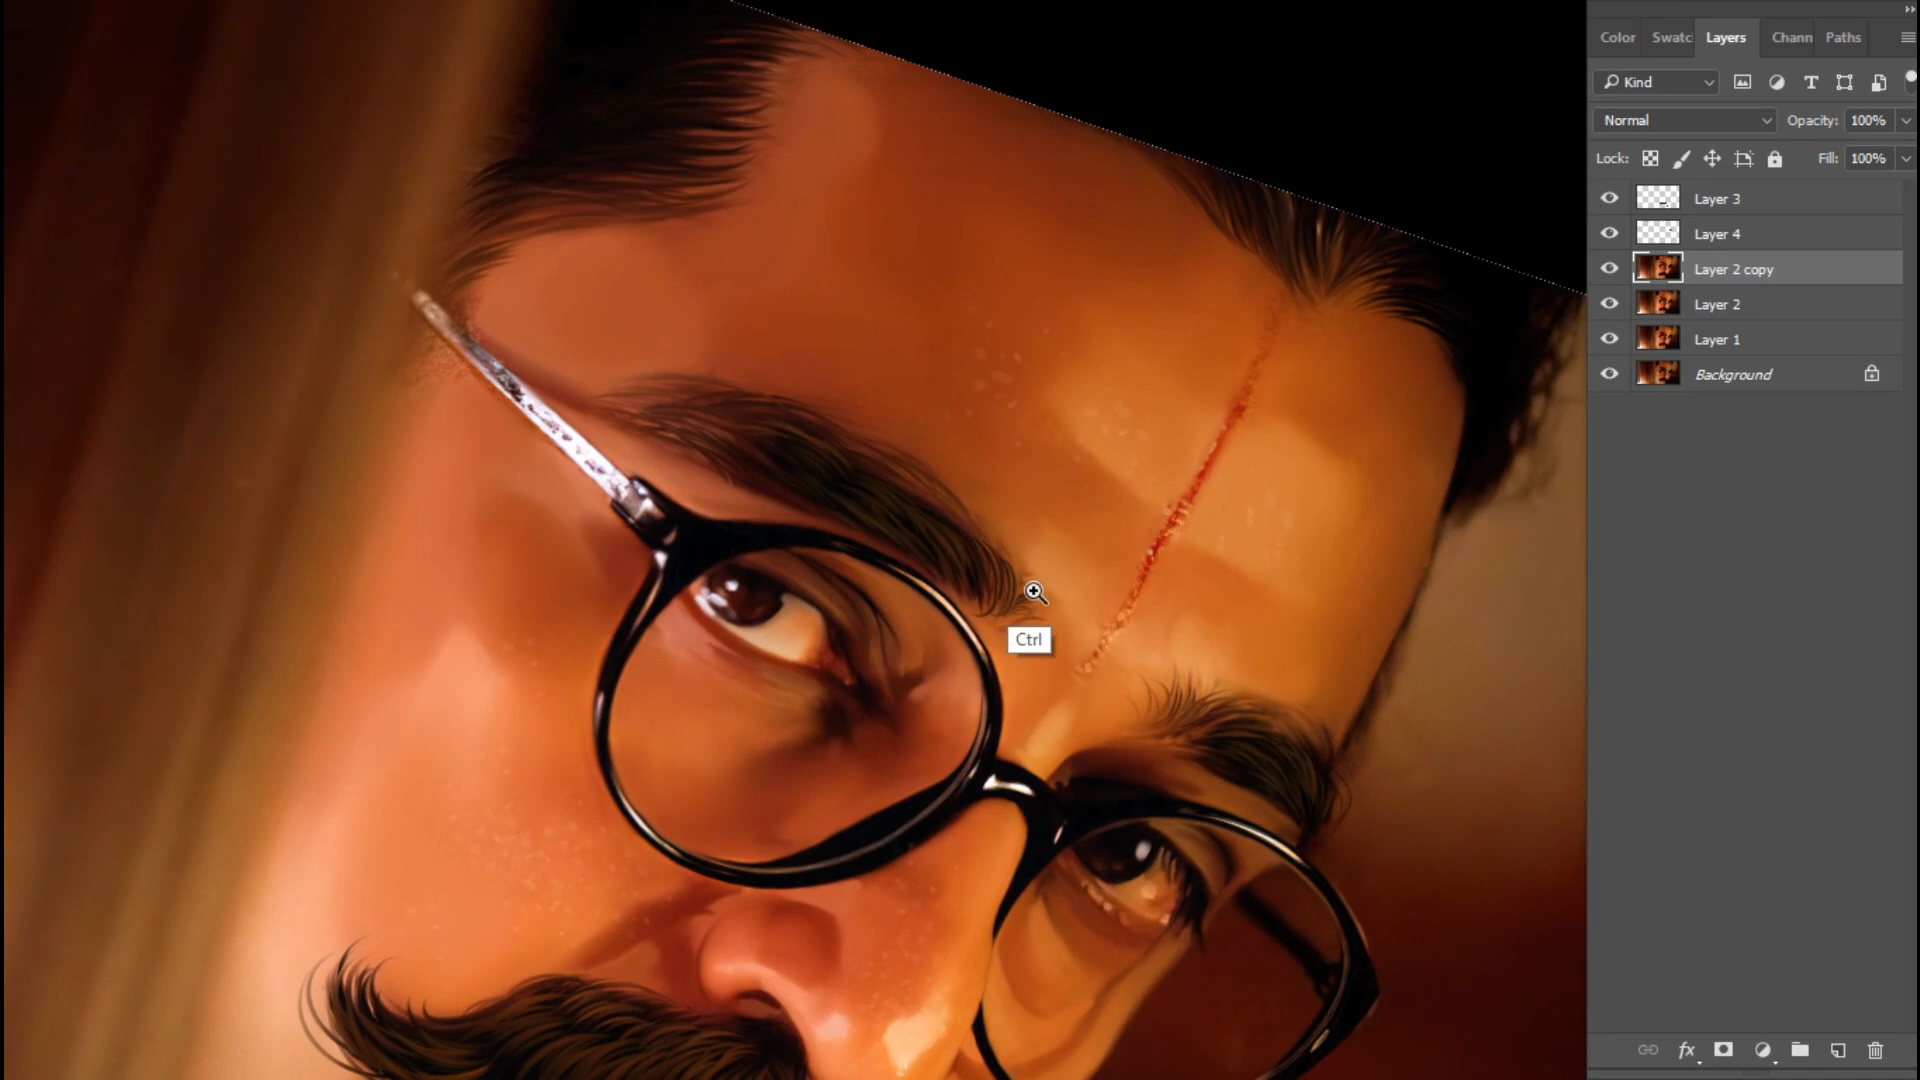 Color Swatc Layers Chann Paths
Kind
Normal Opacity: 100%
Lock: Fill: 100%
Layer 3
Layer 4
Layer 2 copy
Layer 2
Layer 1
Background
Ctrl
fx